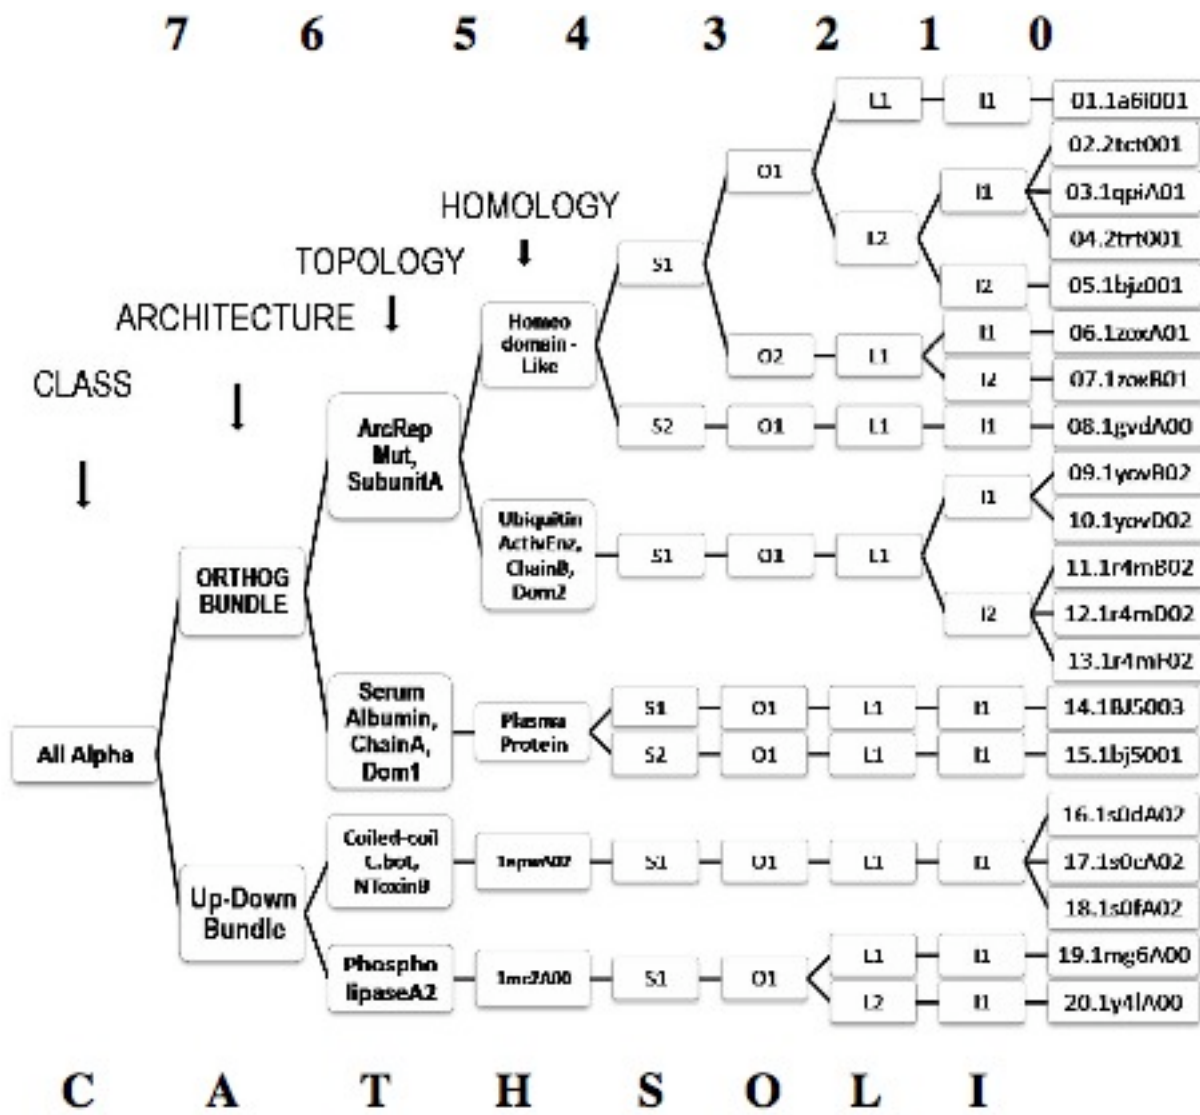 7 6 5 4 3 2 1 0
CLASS
ARCHITECTURE
TOPOLOGY
HOMOLOGY
All Alpha
ORTHOG
BUNDLE
Up-Down
Bundle
ArcRep
Mut,
SubunitA
Serum
Albumin,
ChainA,
Dom1
Coiled-coil
C.bot,
NToxinB
Phospho
lipaseA2
Homeo
domain -
Like
Ubiquitin
ActivEnz,
ChainB,
Dom2
Plasma
Protein
1mc2A00
S1
S2
S1
S1
S2
S1
S1
O1
O2
O1
O1
O1
O1
O1
O1
L1
L2
L1
L1
L1
L1
L1
L1
L1
L2
I1
I1
I2
I1
I2
I1
I1
I2
I1
I1
I1
I1
I1
02.2tct001
03.1qpiA01
04.2trt001
05.1bjz001
06.1zoxA01
07.1zoxB01
08.1gvdA00
09.1yovB02
10.1yovD02
11.1r4mB02
12.1r4mD02
13.1r4mF02
14.1BJ5003
15.1bj5001
16.1s0dA02
17.1s0cA02
18.1s0fA02
19.1mg6A00
20.1y4lA00
C A T H S O L I